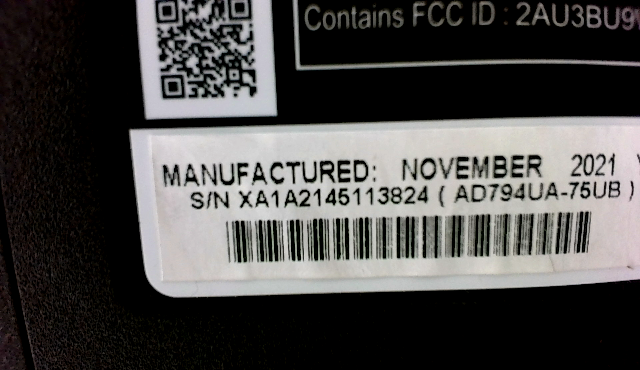 Contains FCC ID : 2AU3BU9
MANUFACTURED: NOVEMBER 2021
S/N XA1A2145113824 ( AD794UA-75UB )